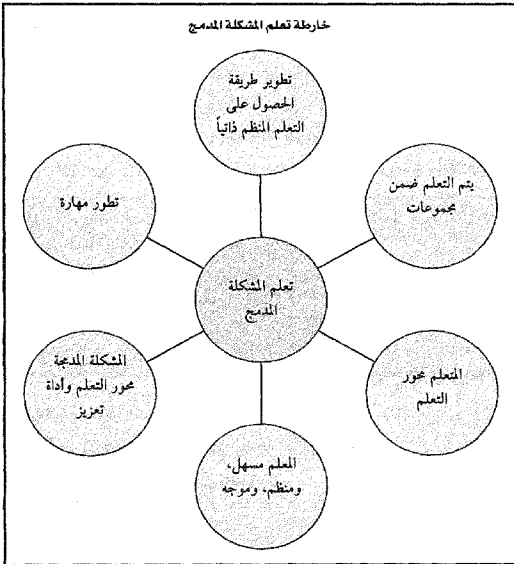 خارطة تعلم المشكلة المدمج
تطوير طريقة
الحصول على
التعلم المنظم ذاتياً
يتم التعلم ضمن
مجموعات
تطور مهارة
تعلم المشكلة
المدمج
المتعلم محور
التعلم
المشكلة المدمجة
محور التعلم وأداة
تعزيز
المعلم مسهل،
ومنظم، وموجه